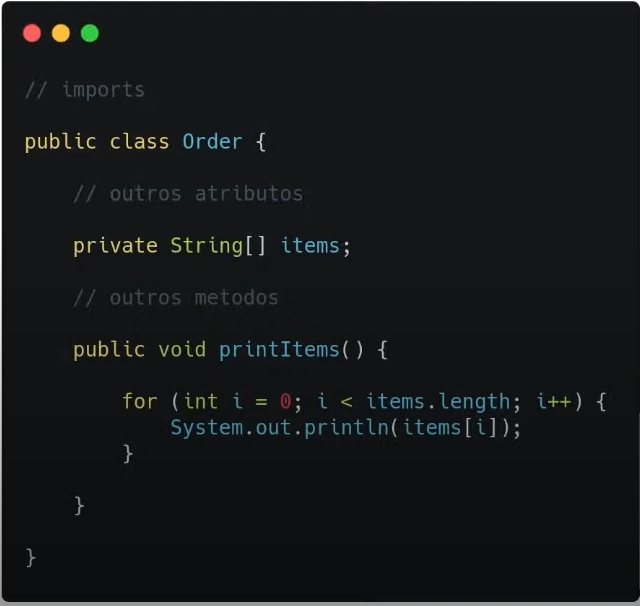 // imports
public class Order {
// outros atributos
private String[] items;
// outros metodos
public void printItems() {
for (int i = 0; i < items.length; i++) {
System.out.println(items[i]);
}
}
}